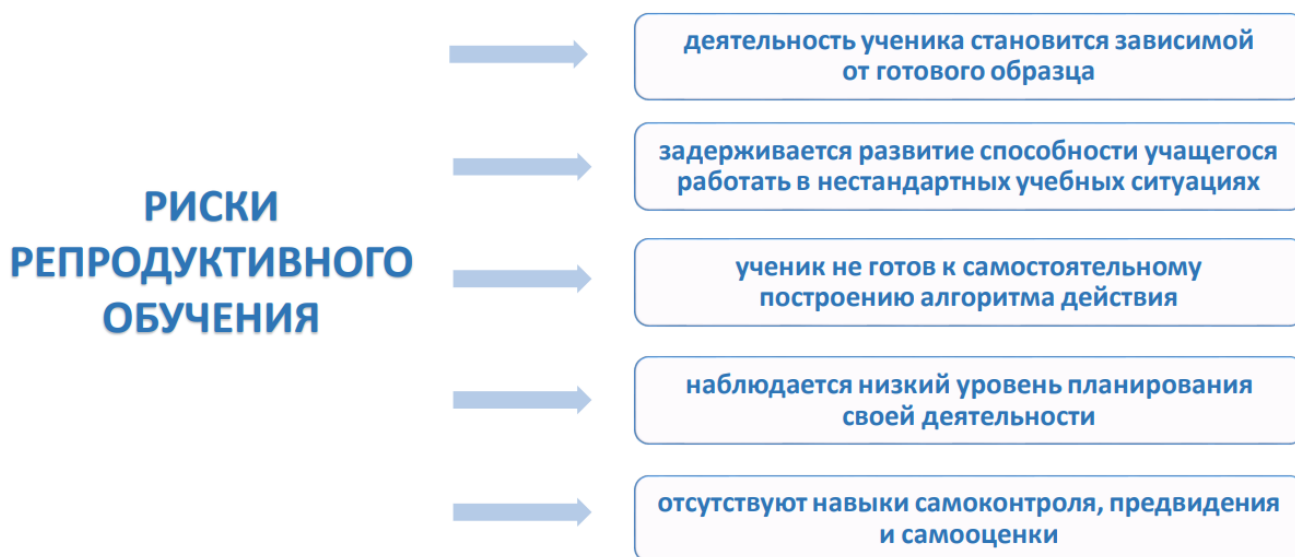 РИСКИ
РЕПРОДУКТИВНОГО
ОБУЧЕНИЯ
деятельность ученика становится зависимой
от готового образца
задерживается развитие способности учащегося
работать в нестандартных учебных ситуациях
ученик не готов к самостоятельному
построению алгоритма действия
наблюдается низкий уровень планирования
своей деятельности
отсутствуют навыки самоконтроля, предвидения
и самооценки